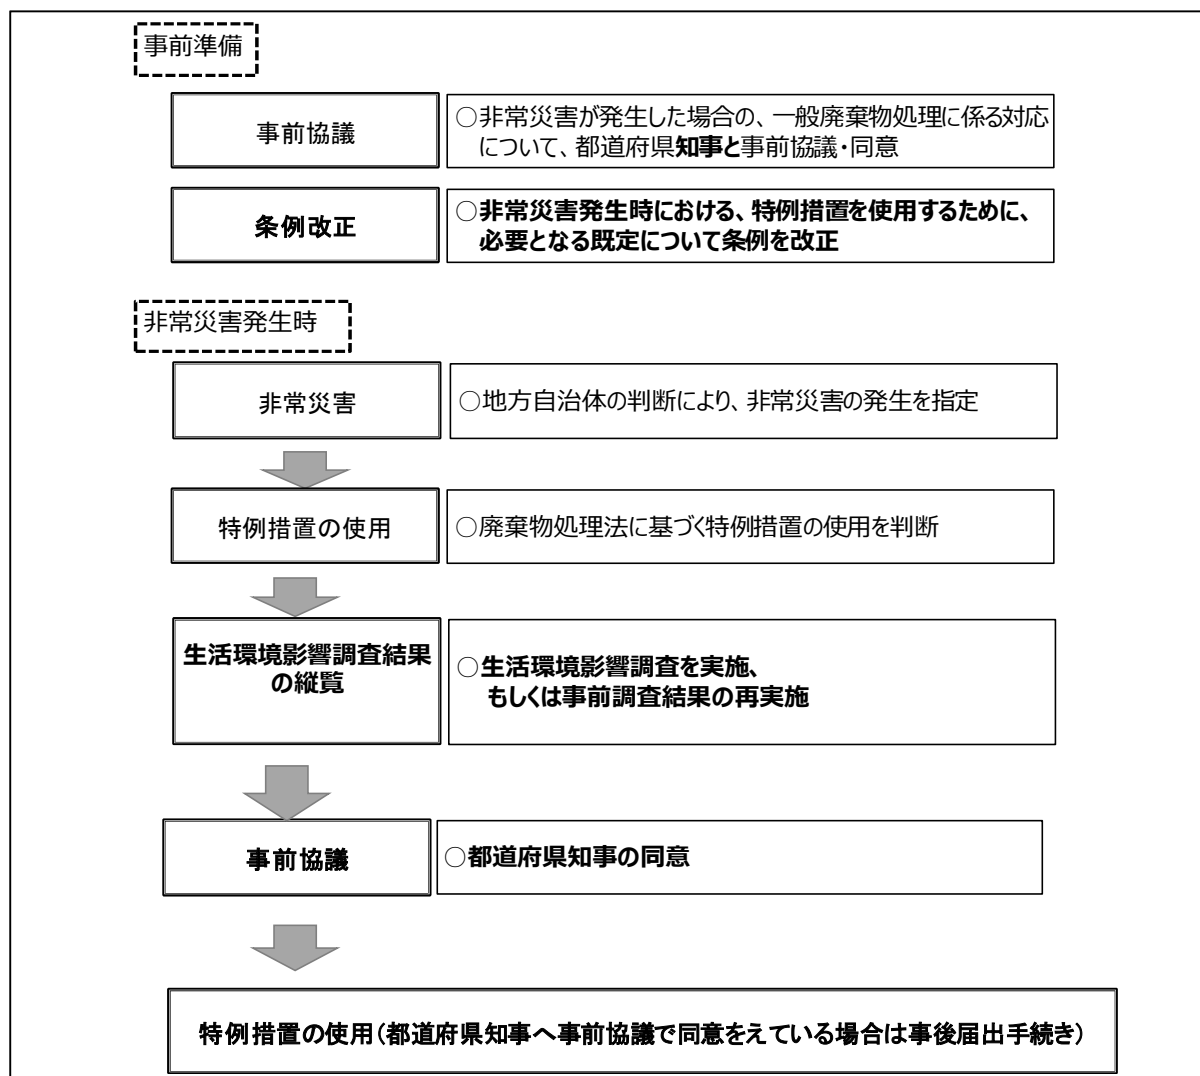 事前準備
事前協議
○非常災害が発生した場合の、一般廃棄物処理に係る対応
について、都道府県知事と事前協議・同意
条例改正
○非常災害発生時における、特例措置を使用するために、
必要となる既定について条例を改正
非常災害発生時
非常災害
○地方自治体の判断により、非常災害の発生を指定
特例措置の使用
○廃棄物処理法に基づく特例措置の使用を判断
生活環境影響調査結果
の縦覧
○生活環境影響調査を実施、
もしくは事前調査結果の再実施
事前協議
○都道府県知事の同意
特例措置の使用（都道府県知事へ事前協議で同意をえている場合は事後届出手続き）